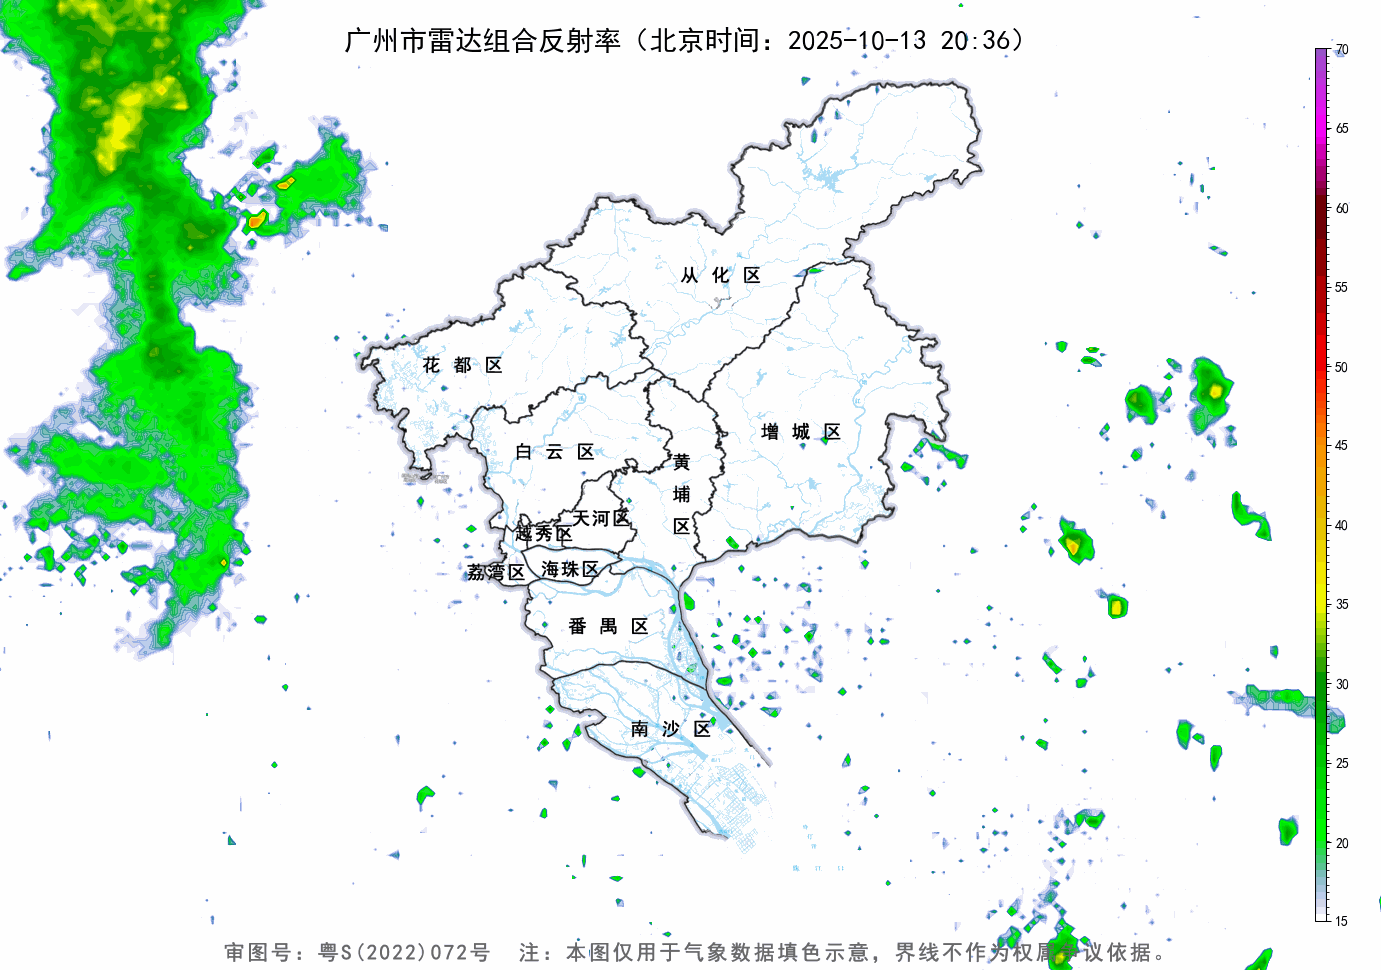 广州市雷达组合反射率（北京时间：2025-10-13 20:36）
70
65
60
55
50
45
40
35
30
25
20
15
从化区
花都区
增城区
白云区
黄埔区
天河区
越秀区
荔湾区
海珠区
番禺区
南沙区
审图号：粤S(2022)072号 注：本图仅用于气象数据填色示意，界线不作为权属争议依据。